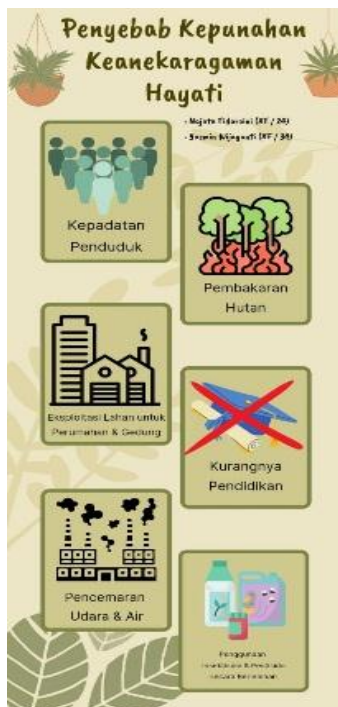 Penyebab Kepunahan
Keanekaragaman
Hayati
Kepadatan
Penduduk
Pembakaran
Hutan
Eksploitasi Lahan untuk
Perumahan & Gedung
Kurangnya
Pendidikan
Pencemaran
Udara & Air
Penggunaan